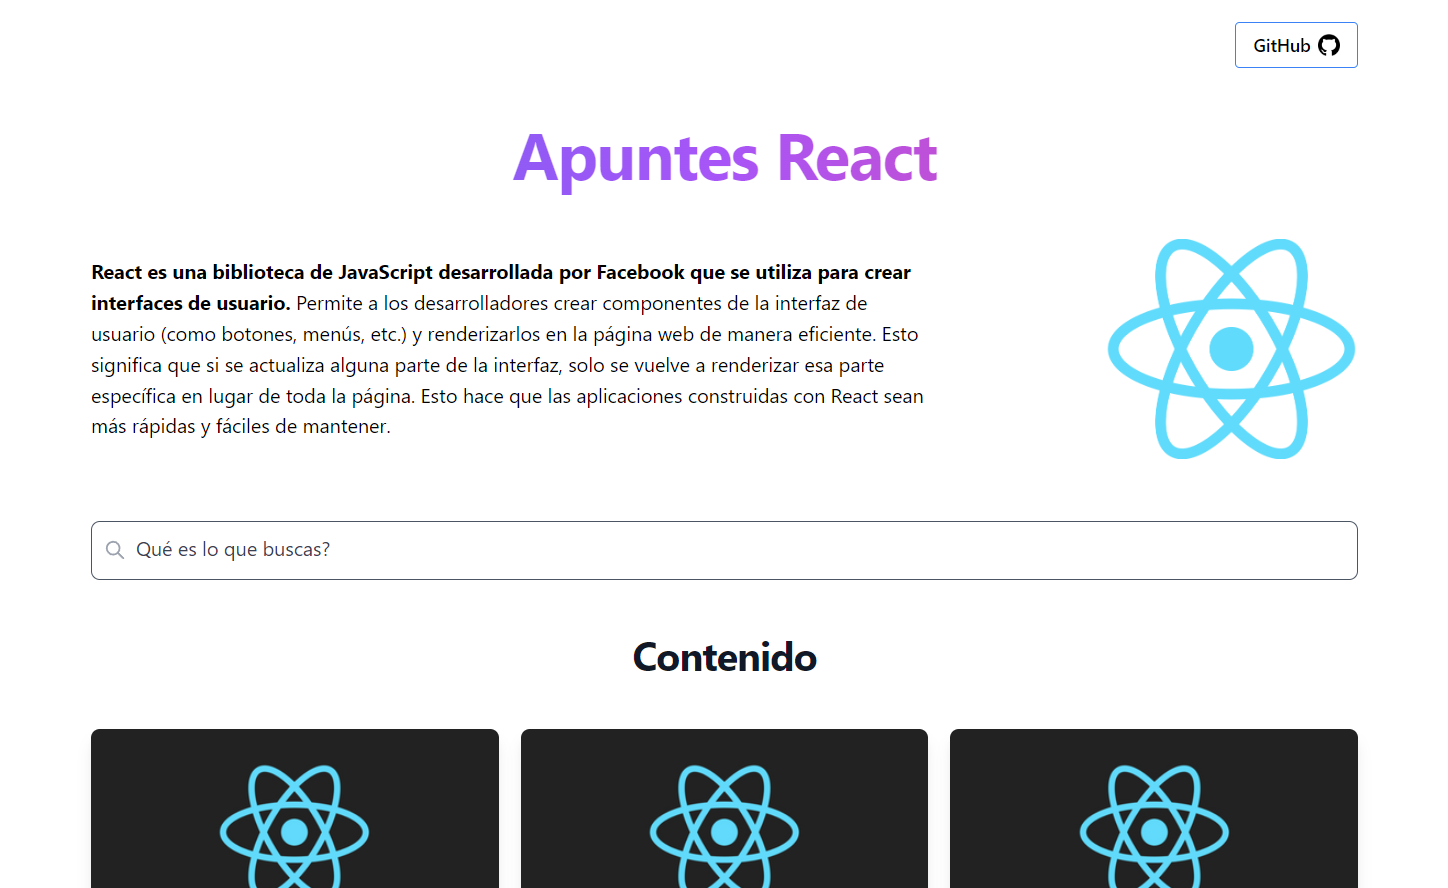 GitHub
Apuntes React
React es una biblioteca de JavaScript desarrollada por Facebook que se utiliza para crear
interfaces de usuario. Permite a los desarrolladores crear componentes de la interfaz de
usuario (como botones, menús, etc.) y renderizarlos en la página web de manera eficiente. Esto
significa que si se actualiza alguna parte de la interfaz, solo se vuelve a renderizar esa parte
específica en lugar de toda la página. Esto hace que las aplicaciones construidas con React sean
más rápidas y fáciles de mantener.
Qué es lo que buscas?
Contenido